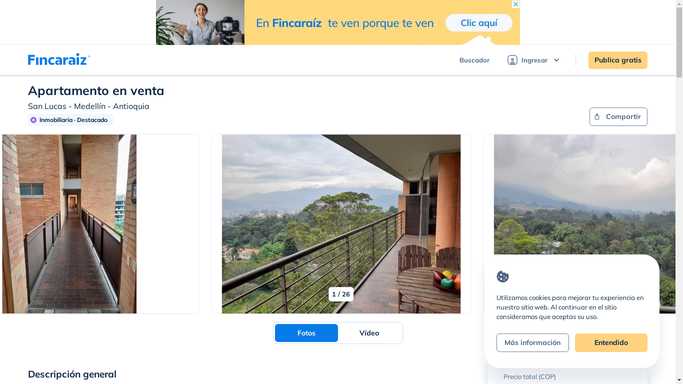 En Fincaraíz te ven porque te ven
Clic aquí
Fincaraíz
Buscador
Ingresar
Publica gratis
Apartamento en venta
San Lucas - Medellín - Antioquia
Inmobiliaria · Destacado
Compartir
1 / 26
Fotos
Vídeo
Utilizamos cookies para mejorar tu experiencia en
nuestro sitio web. Al continuar en el sitio
consideramos que aceptas su uso.
Más información
Entendido
Descripción general
Precio total (COP)